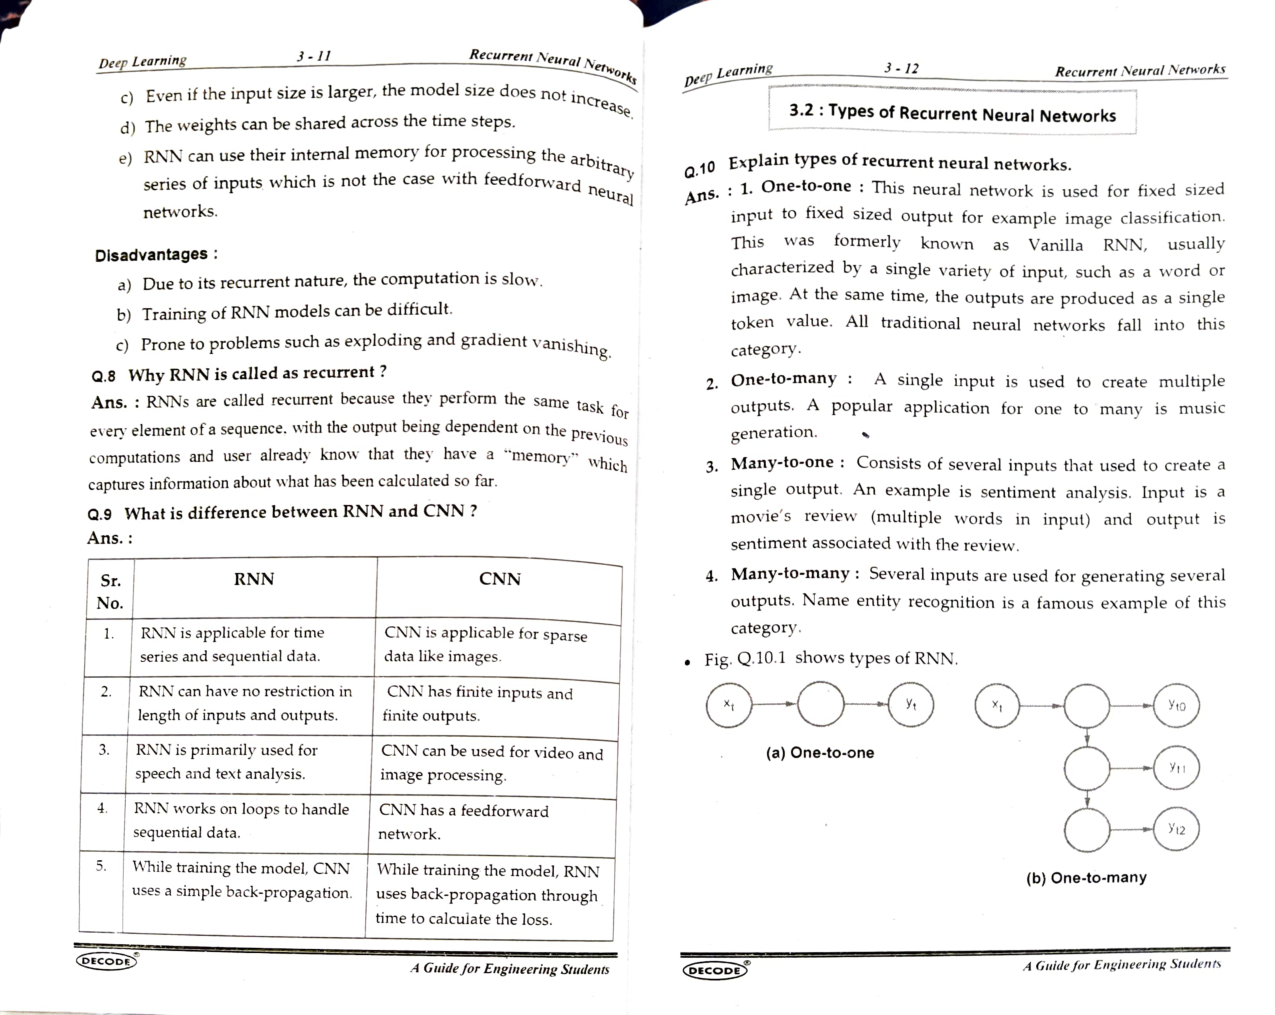 Deep Learning 3 - 11 Recurrent Neural Networks
c) Even if the input size is larger, the model size does not increase.
d) The weights can be shared across the time steps.
e) RNN can use their internal memory for processing the arbitrary
series of inputs which is not the case with feedforward neural
networks.
Disadvantages :
a) Due to its recurrent nature, the computation is slow.
b) Training of RNN models can be difficult.
c) Prone to problems such as exploding and gradient vanishing.
Q.8 Why RNN is called as recurrent ?
Ans. : RNNs are called recurrent because they perform the same task for
every element of a sequence, with the output being dependent on the previous
computations and user already know that they have a "memory" which
captures information about what has been calculated so far.
Q.9 What is difference between RNN and CNN ?
Ans. :
Sr. No. RNN CNN
1. RNN is applicable for time series and sequential data. CNN is applicable for sparse data like images.
2. RNN can have no restriction in length of inputs and outputs. CNN has finite inputs and finite outputs.
3. RNN is primarily used for speech and text analysis. CNN can be used for video and image processing.
4. RNN works on loops to handle sequential data. CNN has a feedforward network.
5. While training the model, CNN uses a simple back-propagation. While training the model, RNN uses back-propagation through time to calculate the loss.
DECODE® A Guide for Engineering Students
Deep Learning 3 - 12 Recurrent Neural Networks
3.2 : Types of Recurrent Neural Networks
Q.10 Explain types of recurrent neural networks.
Ans. : 1. One-to-one : This neural network is used for fixed sized
input to fixed sized output for example image classification.
This was formerly known as Vanilla RNN, usually
characterized by a single variety of input, such as a word or
image. At the same time, the outputs are produced as a single
token value. All traditional neural networks fall into this
category.
2. One-to-many : A single input is used to create multiple
outputs. A popular application for one to many is music
generation.
3. Many-to-one : Consists of several inputs that used to create a
single output. An example is sentiment analysis. Input is a
movie's review (multiple words in input) and output is
sentiment associated with the review.
4. Many-to-many : Several inputs are used for generating several
outputs. Name entity recognition is a famous example of this
category.
• Fig. Q.10.1 shows types of RNN.
xt yt
(a) One-to-one
xt yt0
yt1
yt2
(b) One-to-many
DECODE® A Guide for Engineering Students